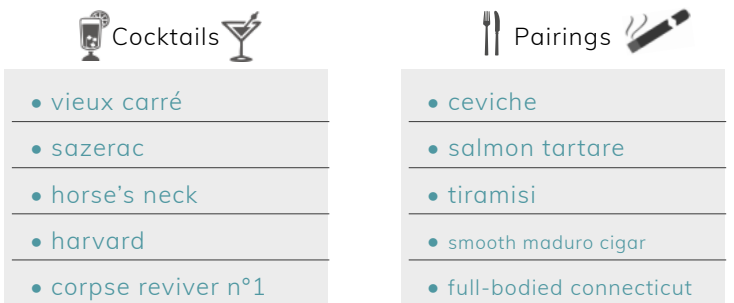 Cocktails
• vieux carré
• sazerac
• horse's neck
• harvard
• corpse reviver n°1
Pairings
• ceviche
• salmon tartare
• tiramisi
• smooth maduro cigar
• full-bodied connecticut